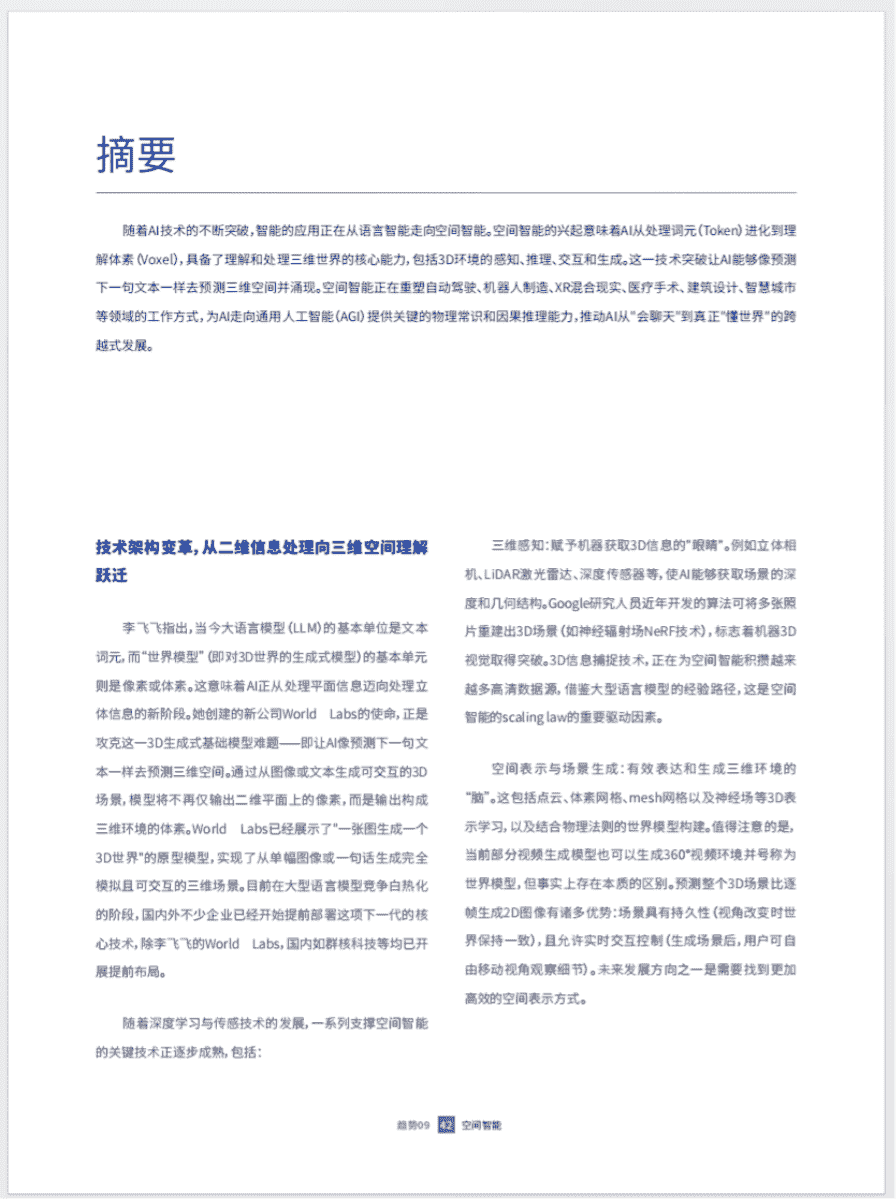 摘要
随着AI技术的不断突破，智能的应用正在从语言智能走向空间智能。空间智能的兴起意味着AI从处理词元（Token）进化到理
解体素（Voxel），具备了理解和处理三维世界的核心能力，包括3D环境的感知、推理、交互和生成。这一技术突破让AI能够像预测
下一句文本一样去预测三维空间并涌现。空间智能正在重塑自动驾驶、机器人制造、XR混合现实、医疗手术、建筑设计、智慧城市
等领域的工作方式，为AI走向通用人工智能（AGI）提供关键的物理常识和因果推理能力，推动AI从“会聊天”到真正“懂世界”的跨
越式发展。
技术架构变革，从二维信息处理向三维空间理解
跃迁
李飞飞指出，当今大语言模型（LLM）的基本单位是文本
词元，而“世界模型”（即对3D世界的生成式模型）的基本单元
则是像素或体素。这意味着AI正从处理平面信息迈向处理立
体信息的新阶段。她创建的新公司World Labs的使命，正是
攻克这一3D生成式基础模型难题——即让AI像预测下一句文
本一样去预测三维空间。通过从图像或文本生成可交互的3D
场景，模型将不再仅输出二维平面上的像素，而是输出构成
三维环境的体素。World Labs已经展示了“一张图生成一个
3D世界”的原型模型，实现了从单幅图像或一句话生成完全
模拟且可交互的三维场景。目前在大型语言模型竞争白热化
的阶段，国内外不少企业已经开始提前部署这项下一代的核
心技术，除李飞飞的World Labs，国内如群核科技等均已开
展提前布局。
随着深度学习与传感技术的发展，一系列支撑空间智能
的关键技术正逐步成熟，包括：
三维感知：赋予机器获取3D信息的“眼睛”。例如立体相
机、LiDAR激光雷达、深度传感器等，使AI能够获取场景的深
度和几何结构。Google研究人员近年开发的算法可将多张照
片重建出3D场景（如神经辐射场NeRF技术），标志着机器3D
视觉取得突破。3D信息捕捉技术，正在为空间智能积攒越来
越多高清数据源，借鉴大型语言模型的经验路径，这是空间
智能的scaling law的重要驱动因素。
空间表示与场景生成：有效表达和生成三维环境的
“脑”。这包括点云、体素网格、mesh网格以及神经场等3D表
示学习，以及结合物理法则的世界模型构建。值得注意的是，
当前部分视频生成模型也可以生成360°视频环境并号称为
世界模型，但事实上存在本质的区别。预测整个3D场景比逐
帧生成2D图像有诸多优势：场景具有持久性（视角改变时世
界保持一致），且允许实时交互控制（生成场景后，用户可自
由移动视角观察细节）。未来发展方向之一是需要找到更加
高效的空间表示方式。
趋势09 42 空间智能